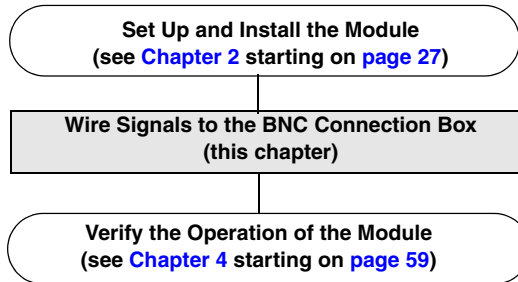 Set Up and Install the Module
(see Chapter 2 starting on page 27)
Wire Signals to the BNC Connection Box
(this chapter)
Verify the Operation of the Module
(see Chapter 4 starting on page 59)